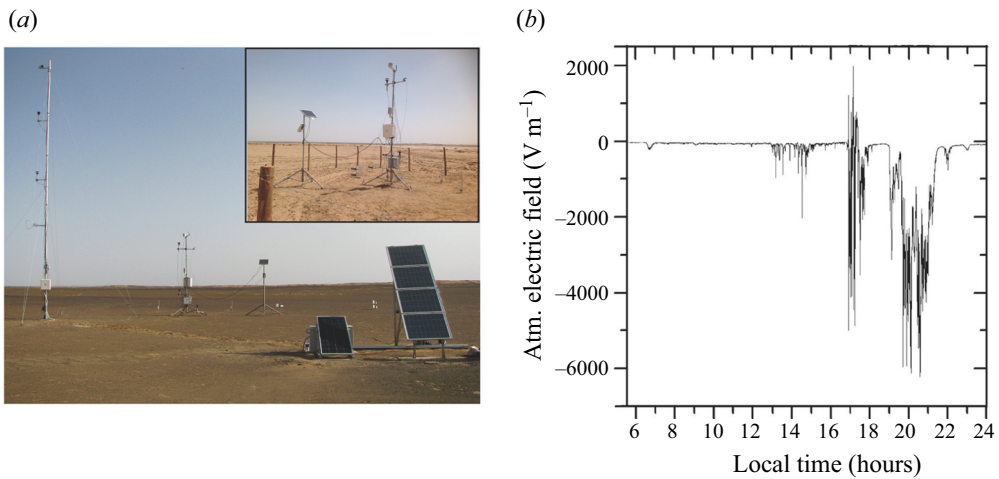 (a)
(b)
2000
0
–2000
–4000
–6000
Atm. electric field (V m⁻¹)
6 8 10 12 14 16 18 20 22 24
Local time (hours)